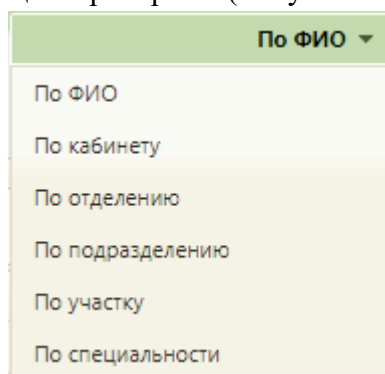 По ФИО
По ФИО
По кабинету
По отделению
По подразделению
По участку
По специальности